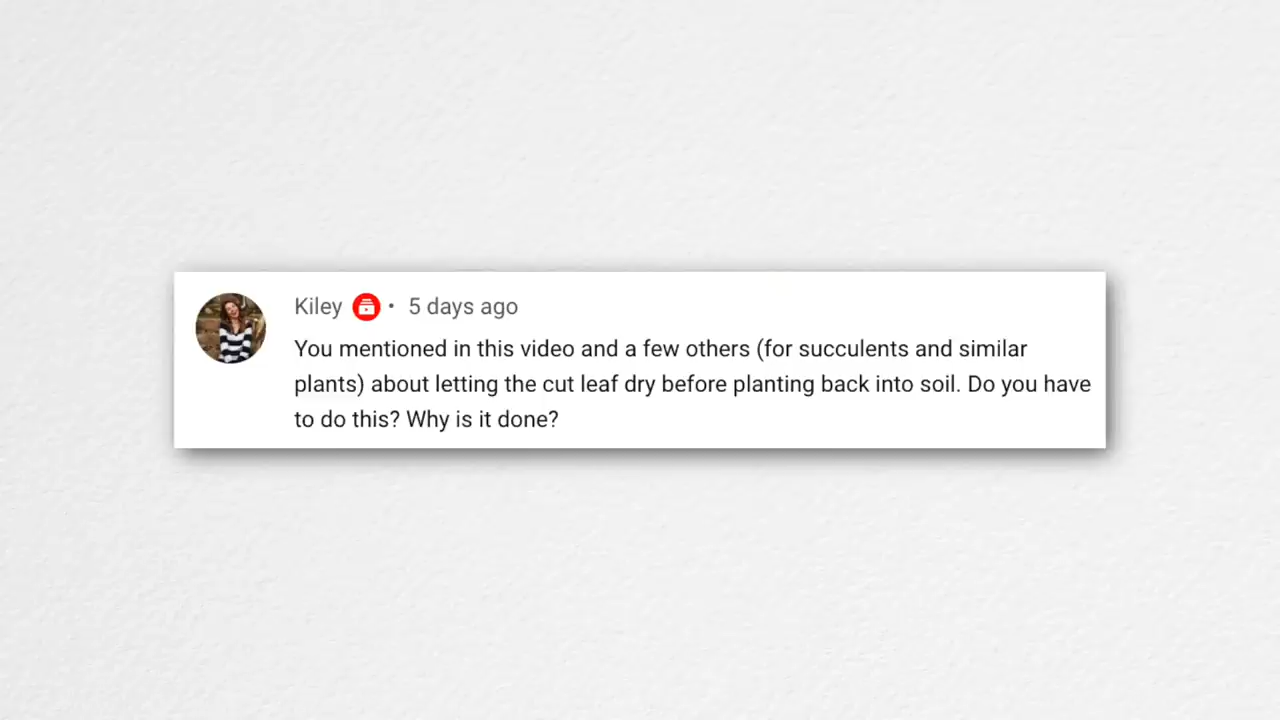 Kiley • 5 days ago
You mentioned in this video and a few others (for succulents and similar
plants) about letting the cut leaf dry before planting back into soil. Do you have
to do this? Why is it done?